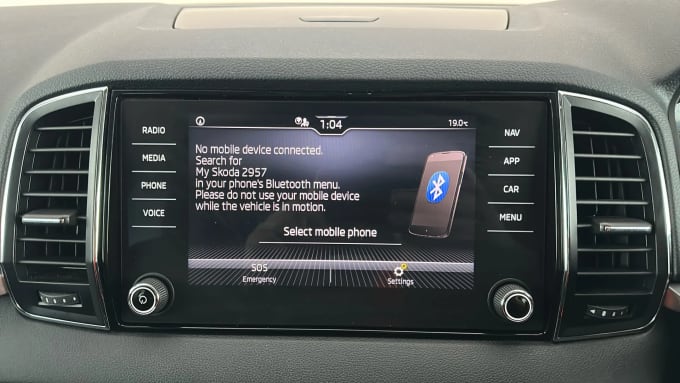 RADIO
MEDIA
PHONE
VOICE
1:04
19.0°C
No mobile device connected.
Search for
My Skoda 2957
in your phone's Bluetooth menu.
Please do not use your mobile device
while the vehicle is in motion.
Select mobile phone
SOS
Emergency
Settings
NAV
APP
CAR
MENU